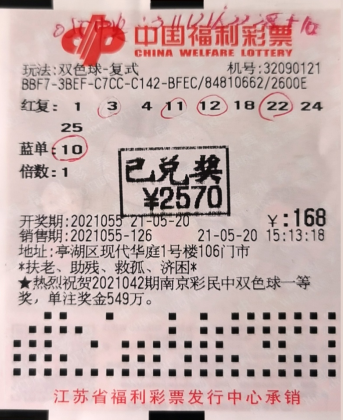 中国福利彩票
CHINA WELFARE LOTTERY
玩法:双色球-复式 机号:32090121
BBF7-3BEF-C7CC-C142-BFEC/84810662/2600E
红复: 1 3 4 11 12 18 22 24
25
蓝单:10
倍数:1
已兑奖
¥2570
开奖期:2021055 21-05-20 ¥:168
销售期:2021055-126 21-05-20 15:13:18
地址:亭湖区现代华庭1号楼106门市
*扶老、助残、救孤、济困*
★热烈祝贺2021042期南京彩民中双色球一等
奖，单注奖金549万。
江苏省福利彩票发行中心承销